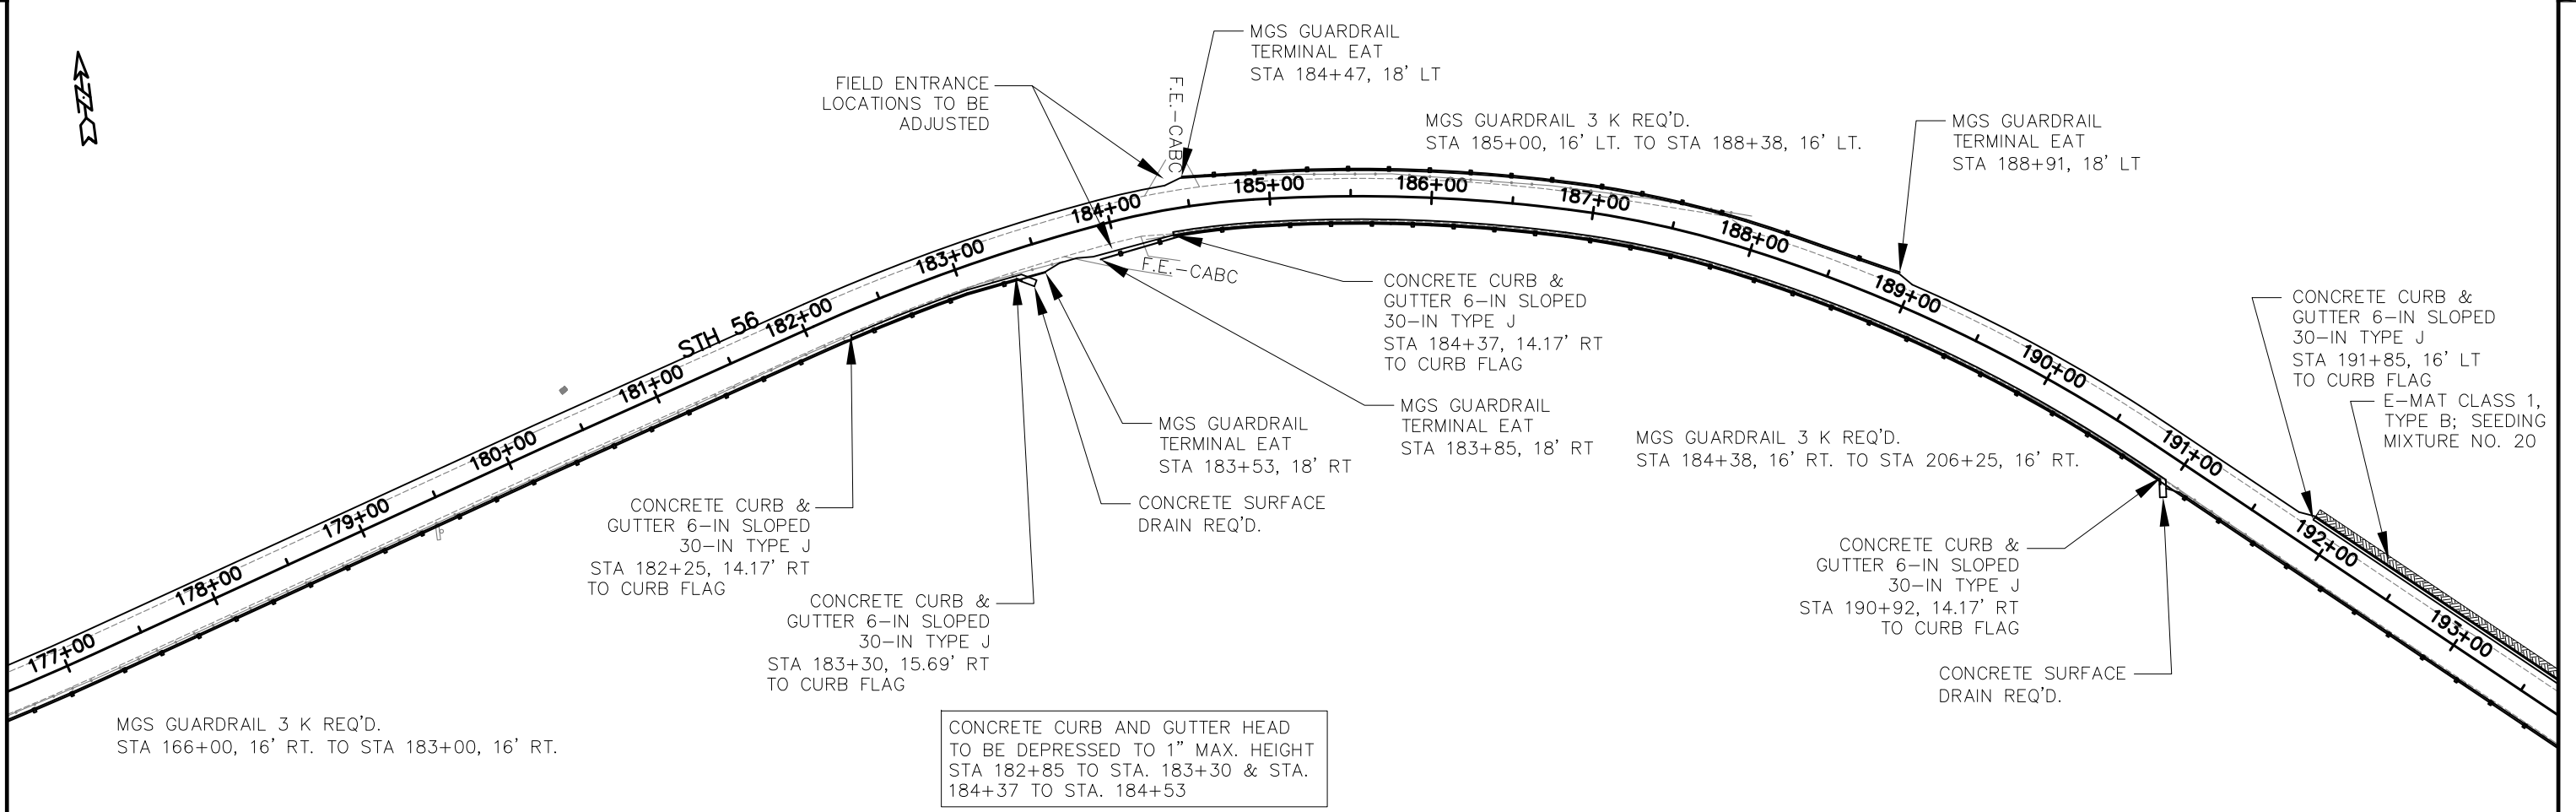 N
MGS GUARDRAIL
TERMINAL EAT
STA 184+47, 18' LT
FIELD ENTRANCE
LOCATIONS TO BE
ADJUSTED
F.E.-CABC
MGS GUARDRAIL 3 K REQ'D.
STA 185+00, 16' LT. TO STA 188+38, 16' LT.
MGS GUARDRAIL
TERMINAL EAT
STA 188+91, 18' LT
177+00
178+00
179+00
180+00
181+00
STH 56
182+00
183+00
184+00
185+00
186+00
187+00
188+00
189+00
190+00
191+00
192+00
193+00
F.E.-CABC
CONCRETE CURB &
GUTTER 6-IN SLOPED
30-IN TYPE J
STA 184+37, 14.17' RT
TO CURB FLAG
CONCRETE CURB &
GUTTER 6-IN SLOPED
30-IN TYPE J
STA 191+85, 16' LT
TO CURB FLAG
E-MAT CLASS 1,
TYPE B; SEEDING
MIXTURE NO. 20
MGS GUARDRAIL
TERMINAL EAT
STA 183+53, 18' RT
MGS GUARDRAIL
TERMINAL EAT
STA 183+85, 18' RT
MGS GUARDRAIL 3 K REQ'D.
STA 184+38, 16' RT. TO STA 206+25, 16' RT.
CONCRETE SURFACE
DRAIN REQ'D.
CONCRETE CURB &
GUTTER 6-IN SLOPED
30-IN TYPE J
STA 182+25, 14.17' RT
TO CURB FLAG
CONCRETE CURB &
GUTTER 6-IN SLOPED
30-IN TYPE J
STA 183+30, 15.69' RT
TO CURB FLAG
CONCRETE CURB &
GUTTER 6-IN SLOPED
30-IN TYPE J
STA 190+92, 14.17' RT
TO CURB FLAG
CONCRETE SURFACE
DRAIN REQ'D.
MGS GUARDRAIL 3 K REQ'D.
STA 166+00, 16' RT. TO STA 183+00, 16' RT.
CONCRETE CURB AND GUTTER HEAD
TO BE DEPRESSED TO 1" MAX. HEIGHT
STA 182+85 TO STA. 183+30 & STA.
184+37 TO STA. 184+53